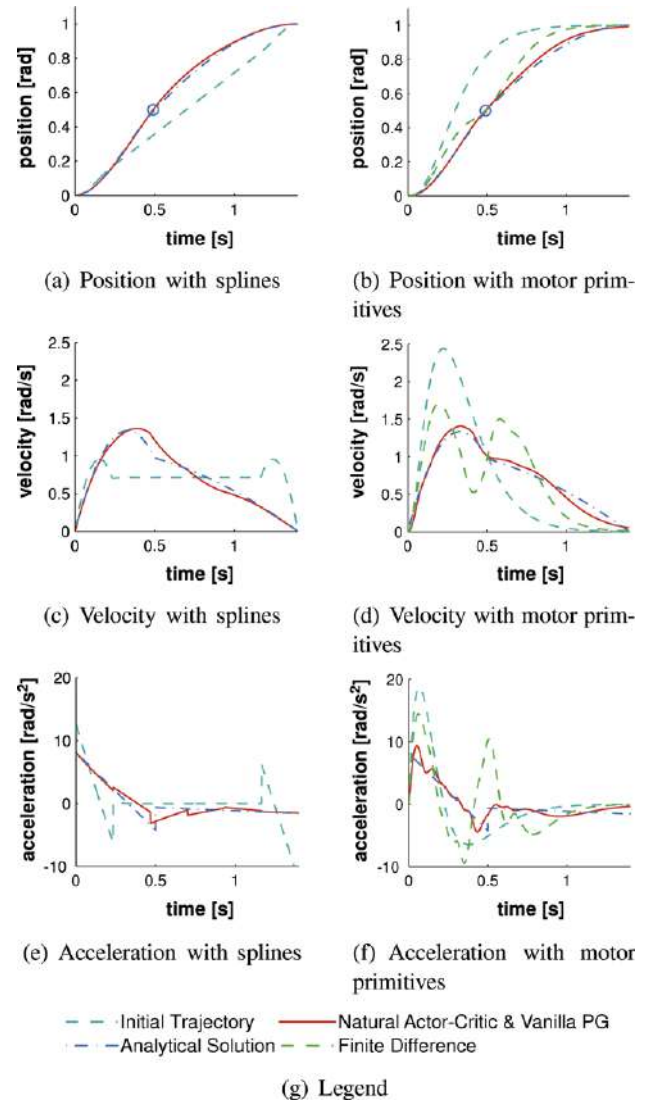 position [rad]
1
0.8
0.6
0.4
0.2
0
0
0.5
1
time [s]
(a) Position with splines
position [rad]
1
0.8
0.6
0.4
0.2
0
0
0.5
1
time [s]
(b) Position with motor prim-
itives
velocity [rad/s]
2.5
2
1.5
1
0.5
0
0
0.5
1
time [s]
(c) Velocity with splines
velocity [rad/s]
2.5
2
1.5
1
0.5
0
0
0.5
1
time [s]
(d) Velocity with motor prim-
itives
acceleration [rad/s²]
20
10
0
-10
0
0.5
1
time [s]
(e) Acceleration with splines
acceleration [rad/s²]
20
10
0
-10
0
0.5
1
time [s]
(f) Acceleration with motor
primitives
Initial Trajectory
Natural Actor-Critic & Vanilla PG
Analytical Solution
Finite Difference
(g) Legend